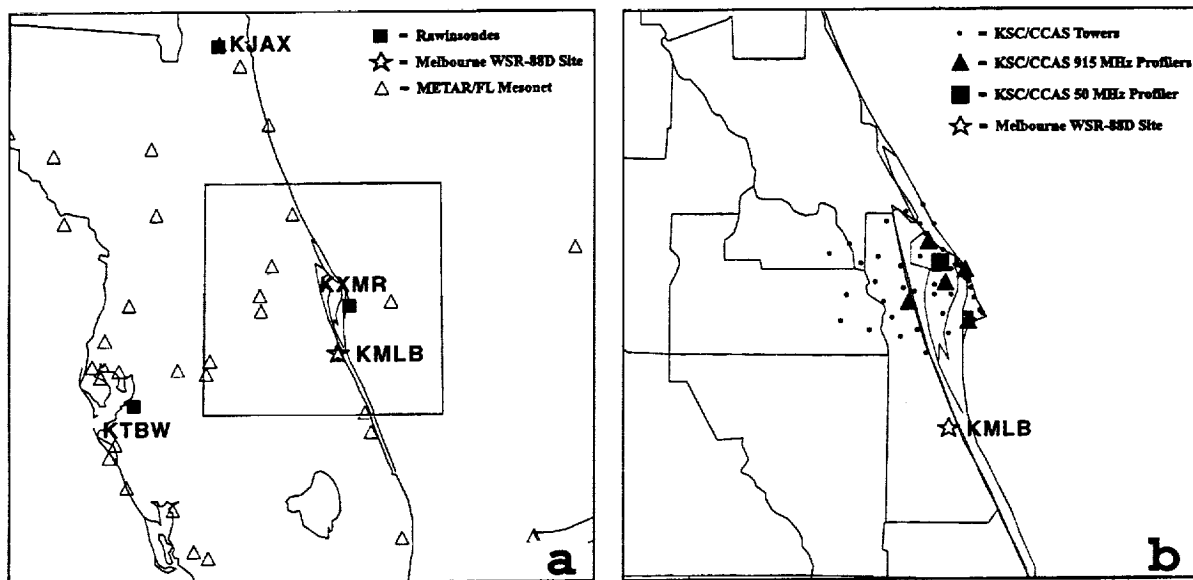 KJAX
= Rawinsondes
= Melbourne WSR-88D Site
= METAR/FL Mesonet
KXMR
KMLB
KTBW
a
= KSC/CCAS Towers
= KSC/CCAS 915 MHz Profilers
= KSC/CCAS 50 MHz Profiler
= Melbourne WSR-88D Site
KMLB
b